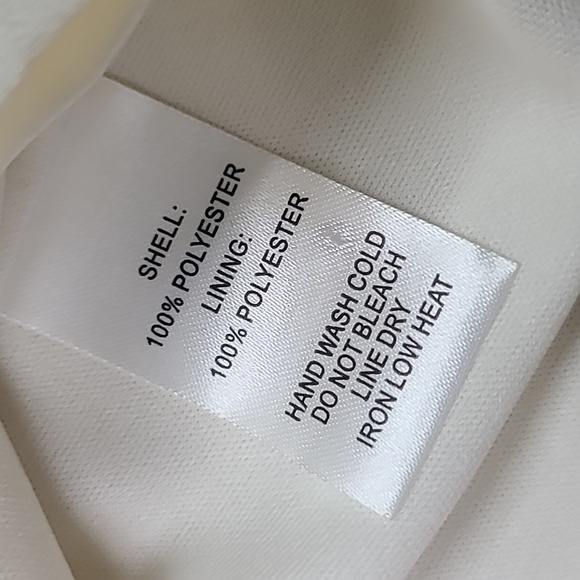 SHELL:
100% POLYESTER
LINING:
100% POLYESTER
HAND WASH COLD
DO NOT BLEACH
LINE DRY
IRON LOW HEAT